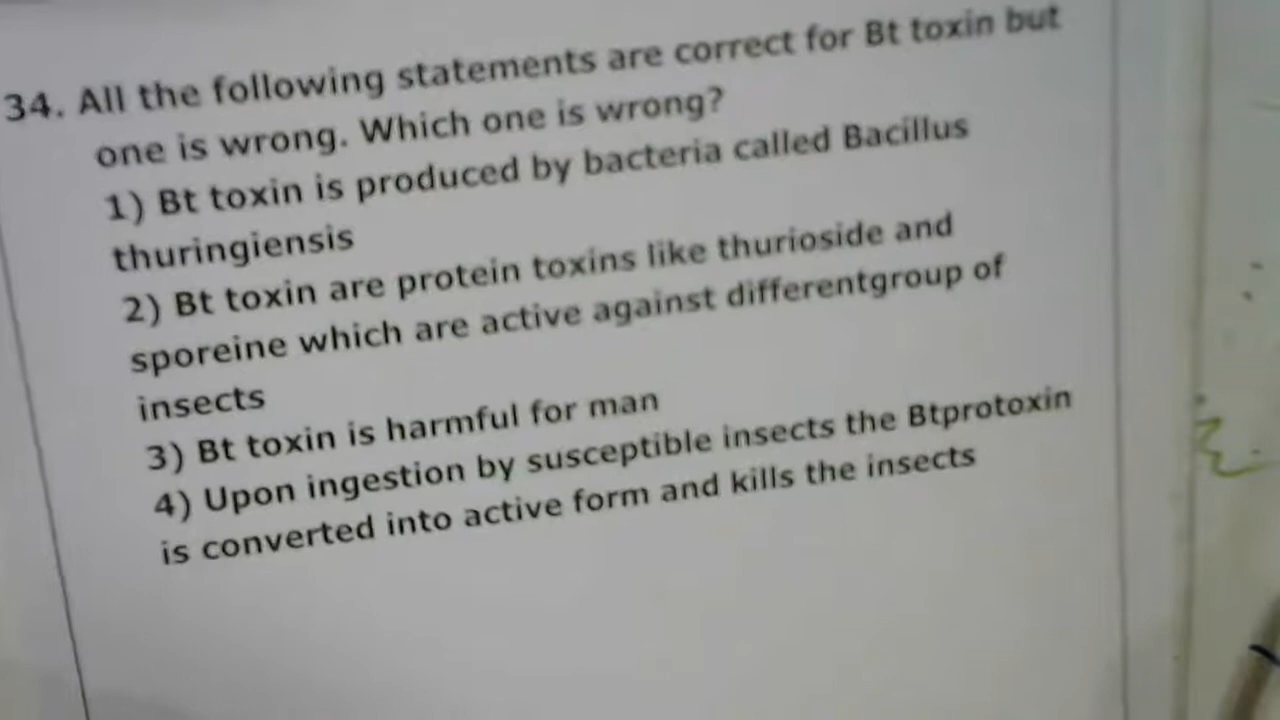 34. All the following statements are correct for Bt toxin but
one is wrong. Which one is wrong?
1) Bt toxin is produced by bacteria called Bacillus
thuringiensis
2) Bt toxin are protein toxins like thurioside and
sporeine which are active against differentgroup of
insects
3) Bt toxin is harmful for man
4) Upon ingestion by susceptible insects the Btprotoxin
is converted into active form and kills the insects